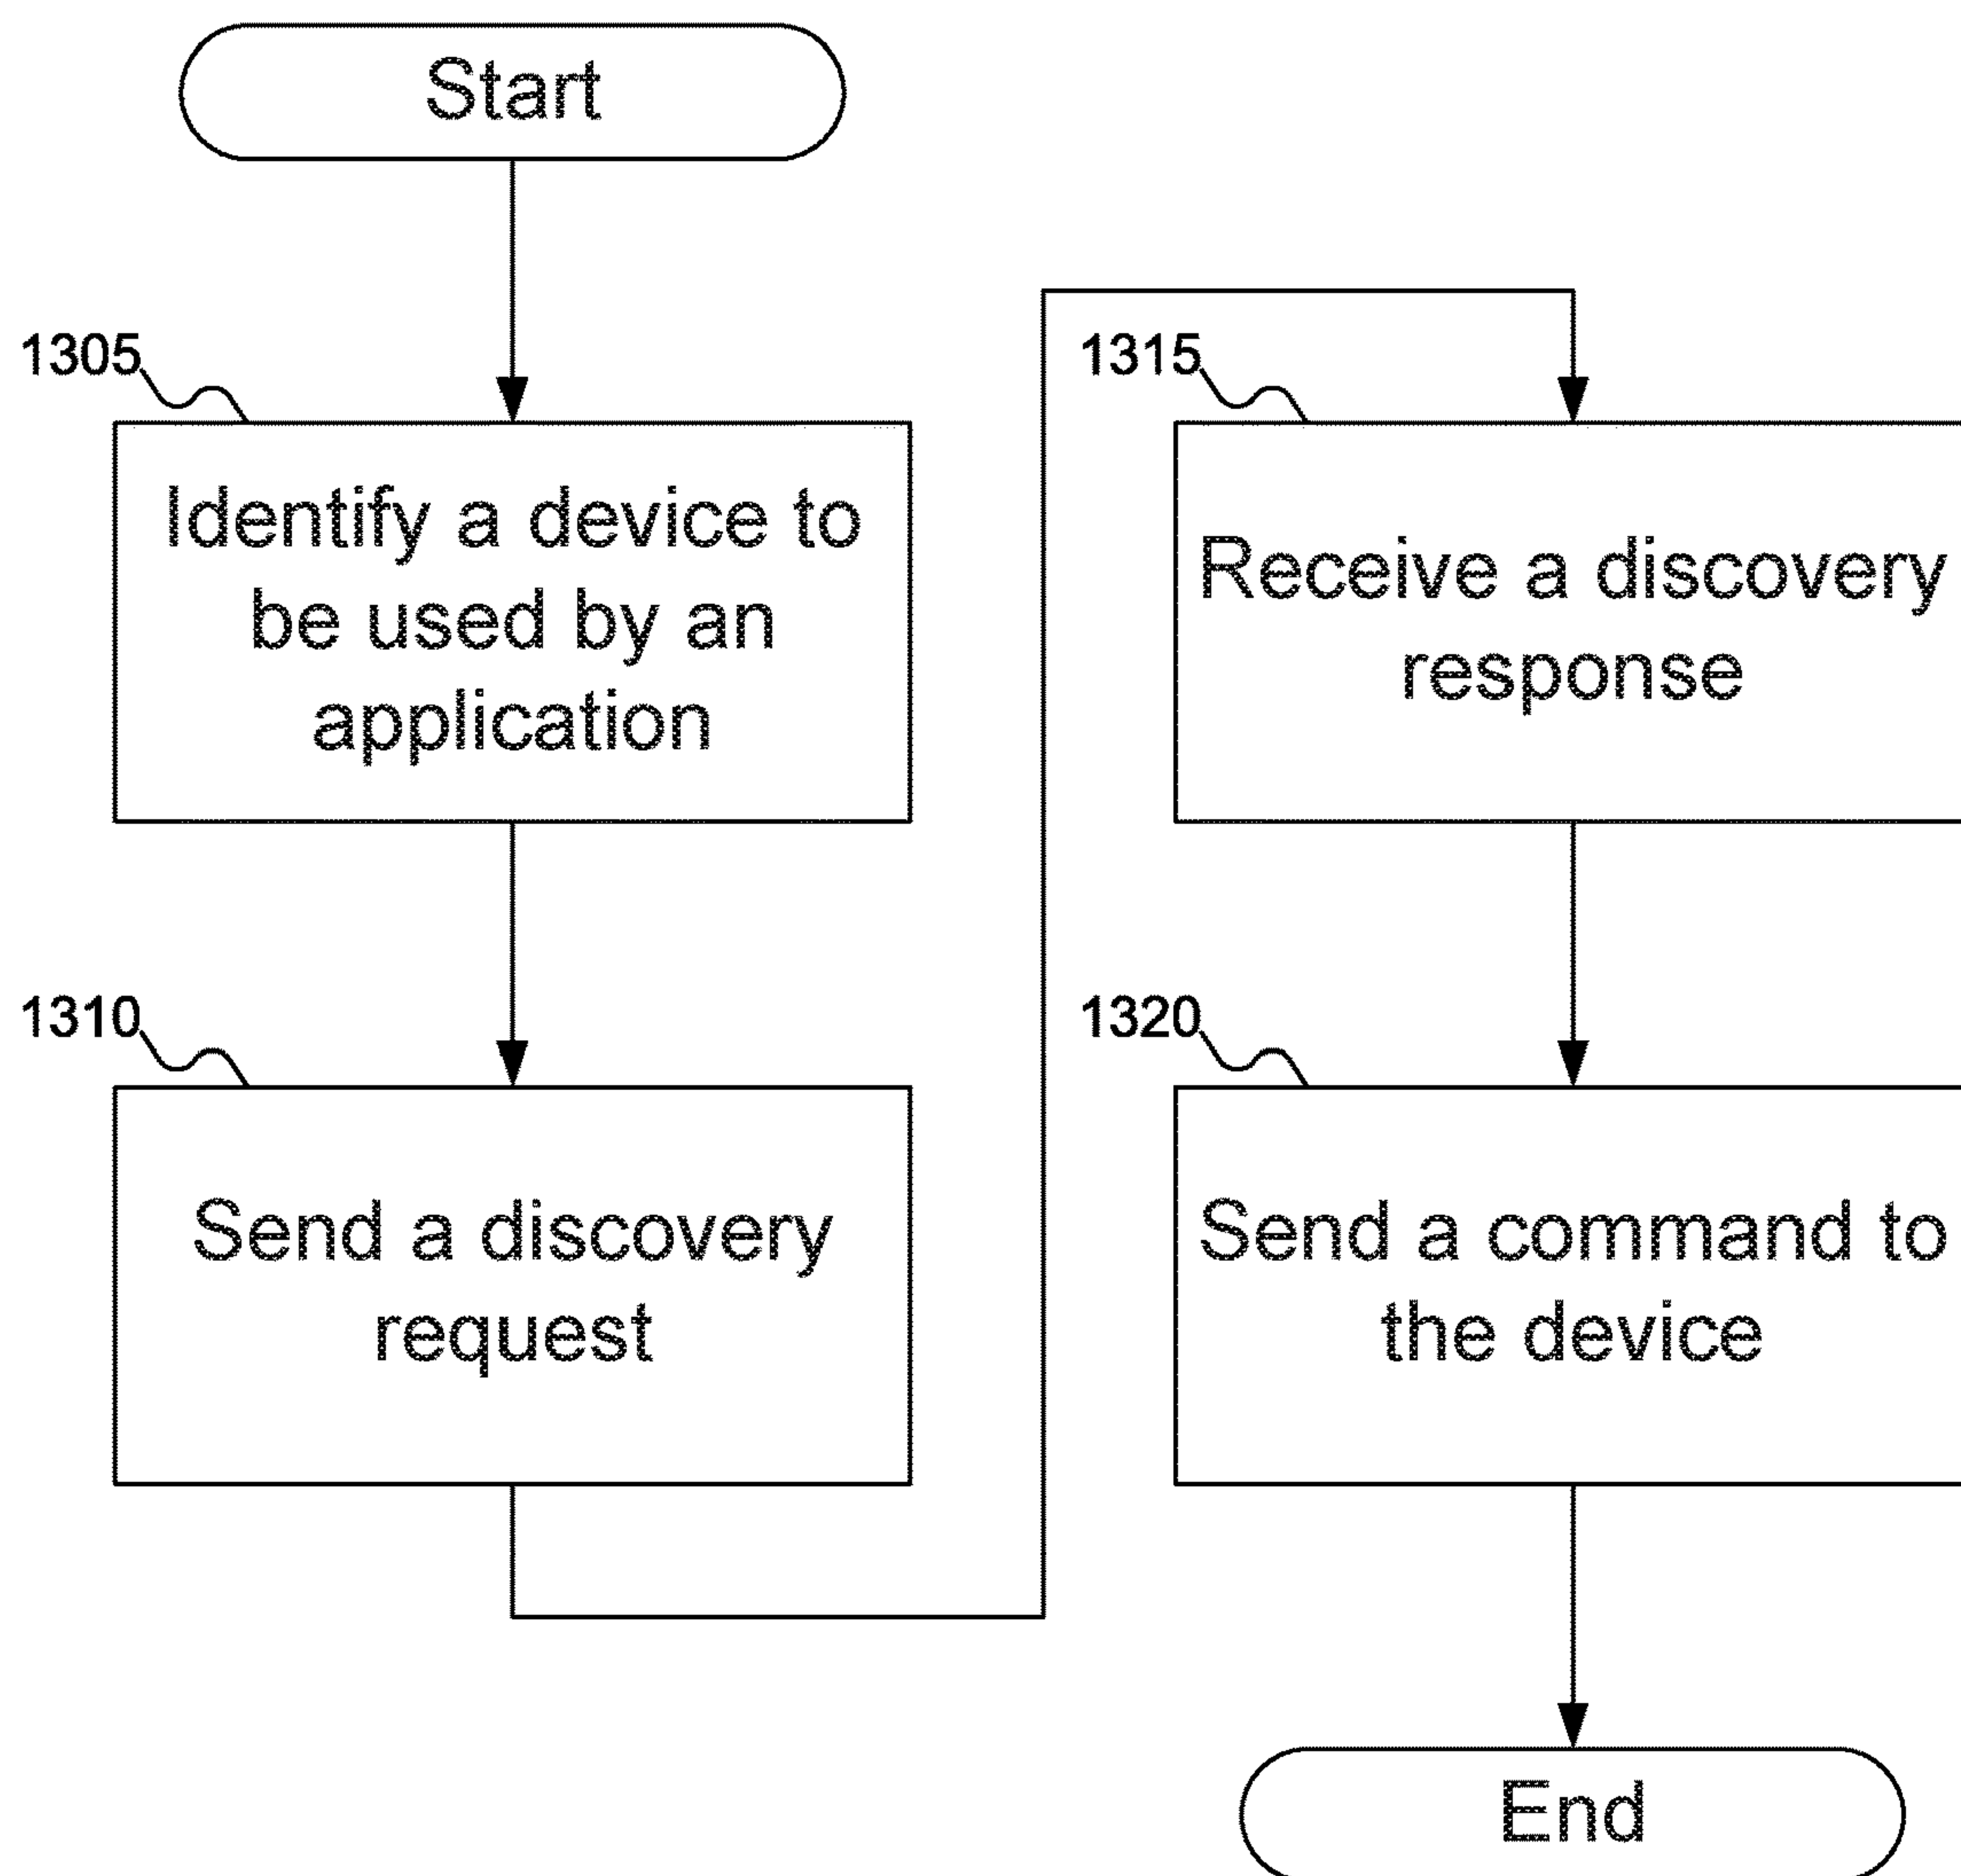 Start
1305
Identify a device to
be used by an
application
1310
Send a discovery
request
1315
Receive a discovery
response
1320
Send a command to
the device
End